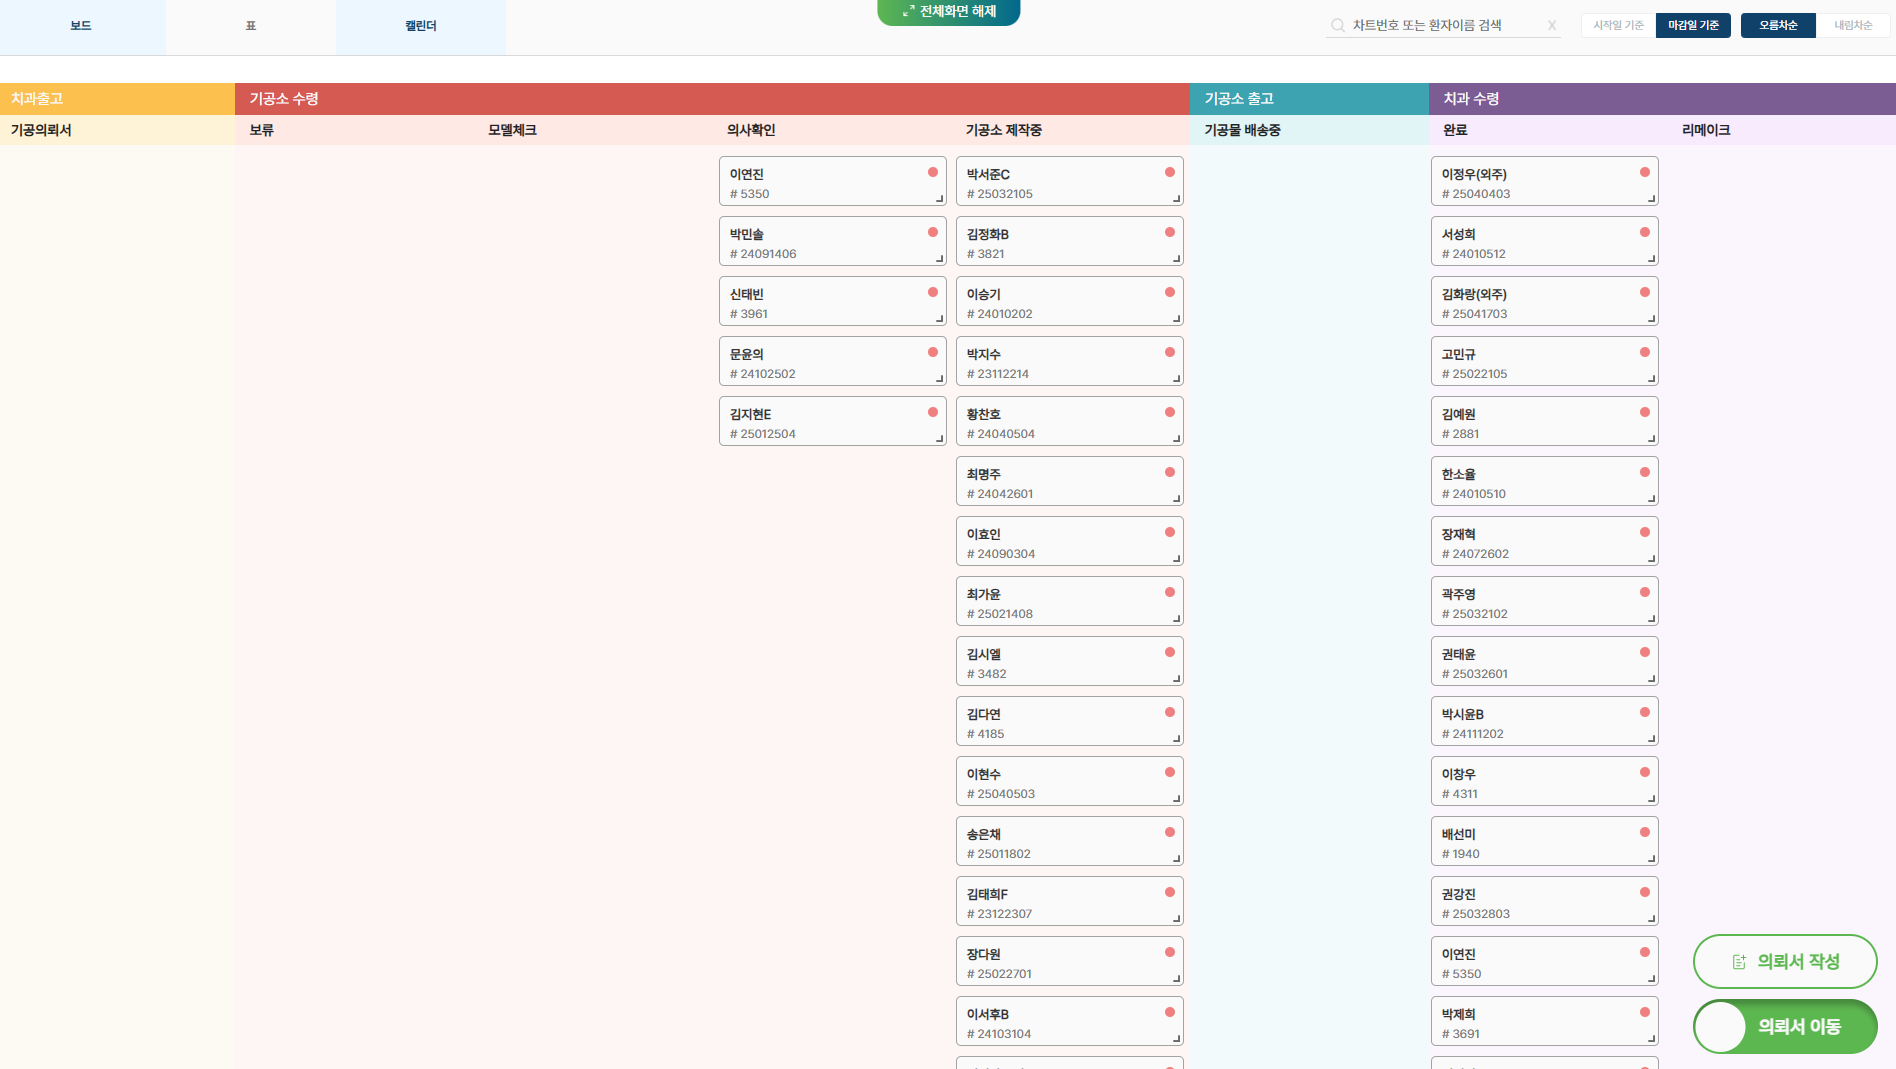 보드
표
캘린더
전체화면 해제
차트번호 또는 환자이름 검색
X
시작일 기준
마감일 기준
오름차순
내림차순
치과출고
기공소 수령
기공소 출고
치과 수령
기공의뢰서
보류
모델체크
의사확인
기공소 제작중
기공물 배송중
완료
리메이크
이연진
# 5350
박민솔
# 24091406
신태빈
# 3961
문윤의
# 24102502
김지현E
# 25012504
박서준C
# 25032105
김정화B
# 3821
이승기
# 24010202
박지수
# 23112214
황찬호
# 24040504
최명주
# 24042601
이효인
# 24090304
최가윤
# 25021408
김시엘
# 3482
김다연
# 4185
이현수
# 25040503
송은채
# 25011802
김태희F
# 23122307
장다원
# 25022701
이서후B
# 24103104
이정우(외주)
# 25040403
서성희
# 24010512
김화랑(외주)
# 25041703
고민규
# 25022105
김예원
# 2881
한소율
# 24010510
장재혁
# 24072602
곽주영
# 25032102
권태윤
# 25032601
박시윤B
# 24111202
이창우
# 4311
배선미
# 1940
권강진
# 25032803
이연진
# 5350
박제희
# 3691
의뢰서 작성
의뢰서 이동